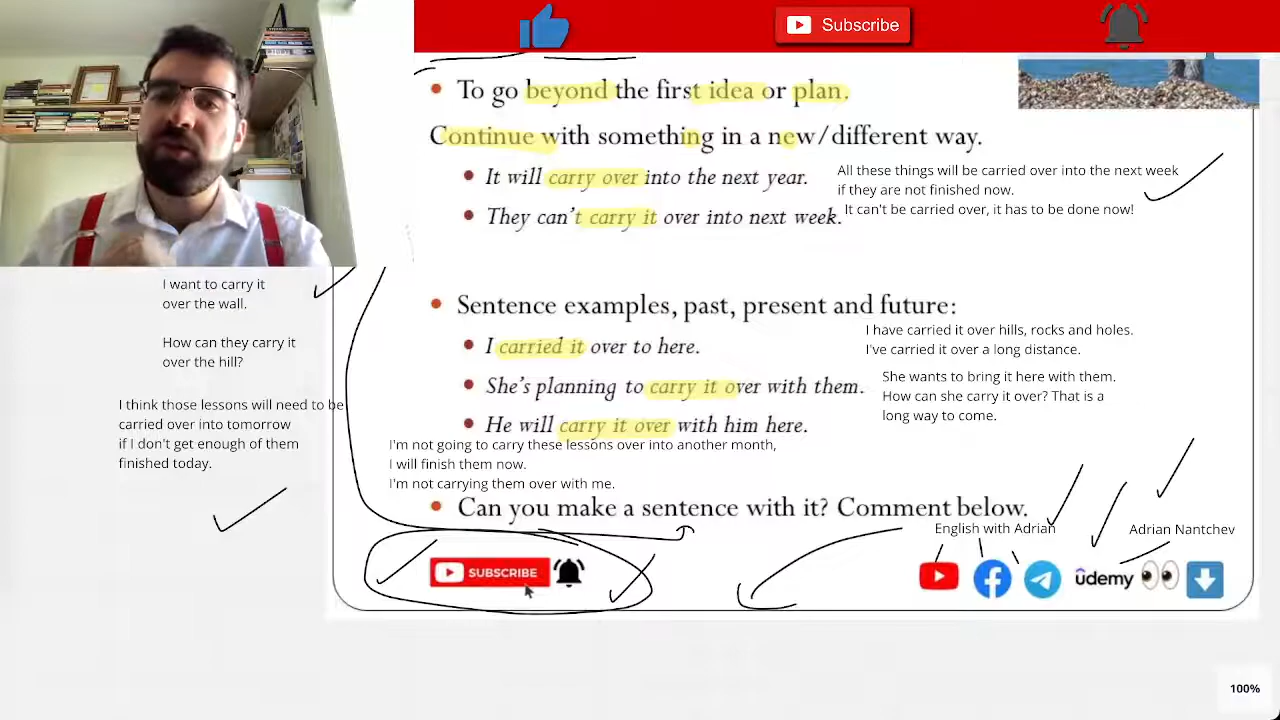 Subscribe
To go beyond the first idea or plan.
Continue with something in a new/different way.
It will carry over into the next year.
They can't carry it over into next week.
All these things will be carried over into the next week
if they are not finished now.
It can't be carried over, it has to be done now!
I want to carry it
over the wall.
How can they carry it
over the hill?
I think those lessons will need to be
carried over into tomorrow
if I don't get enough of them
finished today.
Sentence examples, past, present and future:
I carried it over to here.
She's planning to carry it over with them.
He will carry it over with him here.
I have carried it over hills, rocks and holes.
I've carried it over a long distance.
She wants to bring it here with them.
How can she carry it over? That is a
long way to come.
I'm not going to carry these lessons over into another month,
I will finish them now.
I'm not carrying them over with me.
Can you make a sentence with it? Comment below.
English with Adrian
Adrian Nantchev
SUBSCRIBE
ûdemy
100%